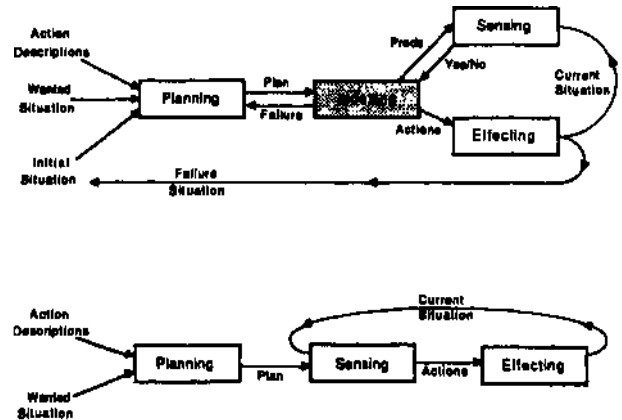 Action
Descriptions
Wanted
Situation
Initial
Situation
Planning
Plan
Failure
Preds
Yes/No
Sensing
Actions
Effecting
Current
Situation
Failure
Situation
Action
Descriptions
Wanted
Situation
Planning
Plan
Sensing
Actions
Effecting
Current
Situation